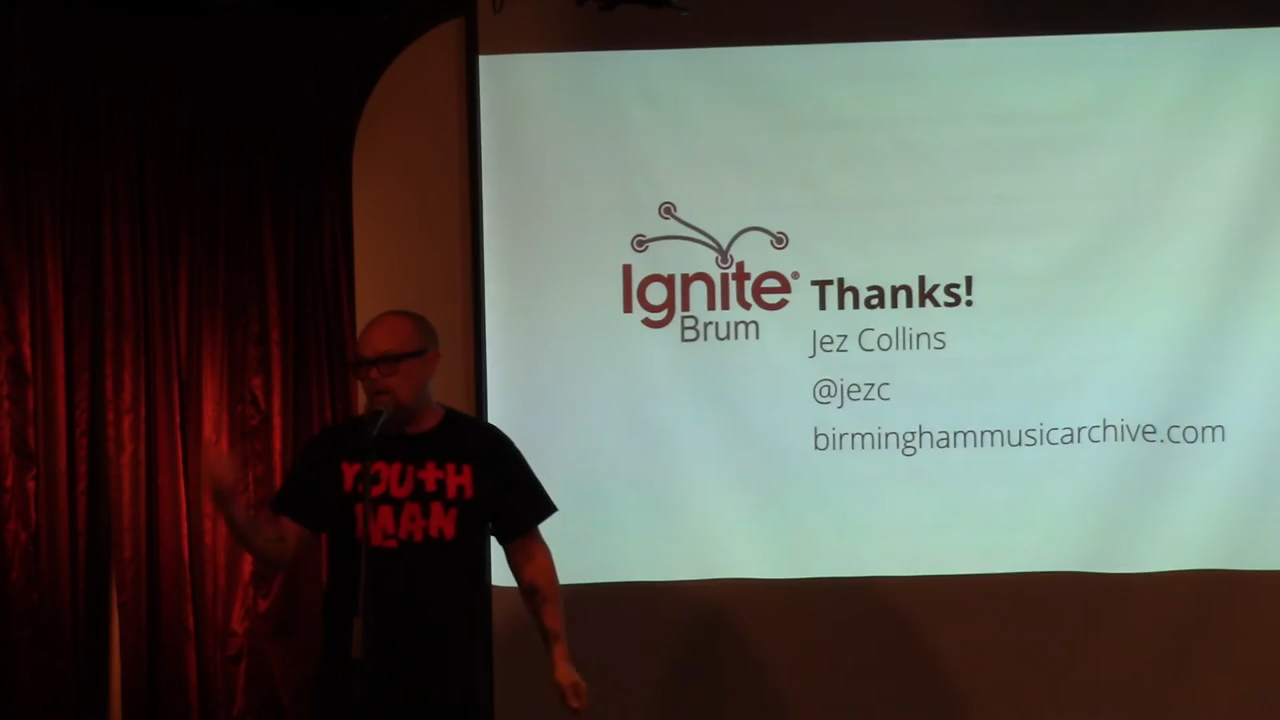 Ignite®
Brum
Thanks!
Jez Collins
@jezc
birminghammusicarchive.com
YOUTH
MAN